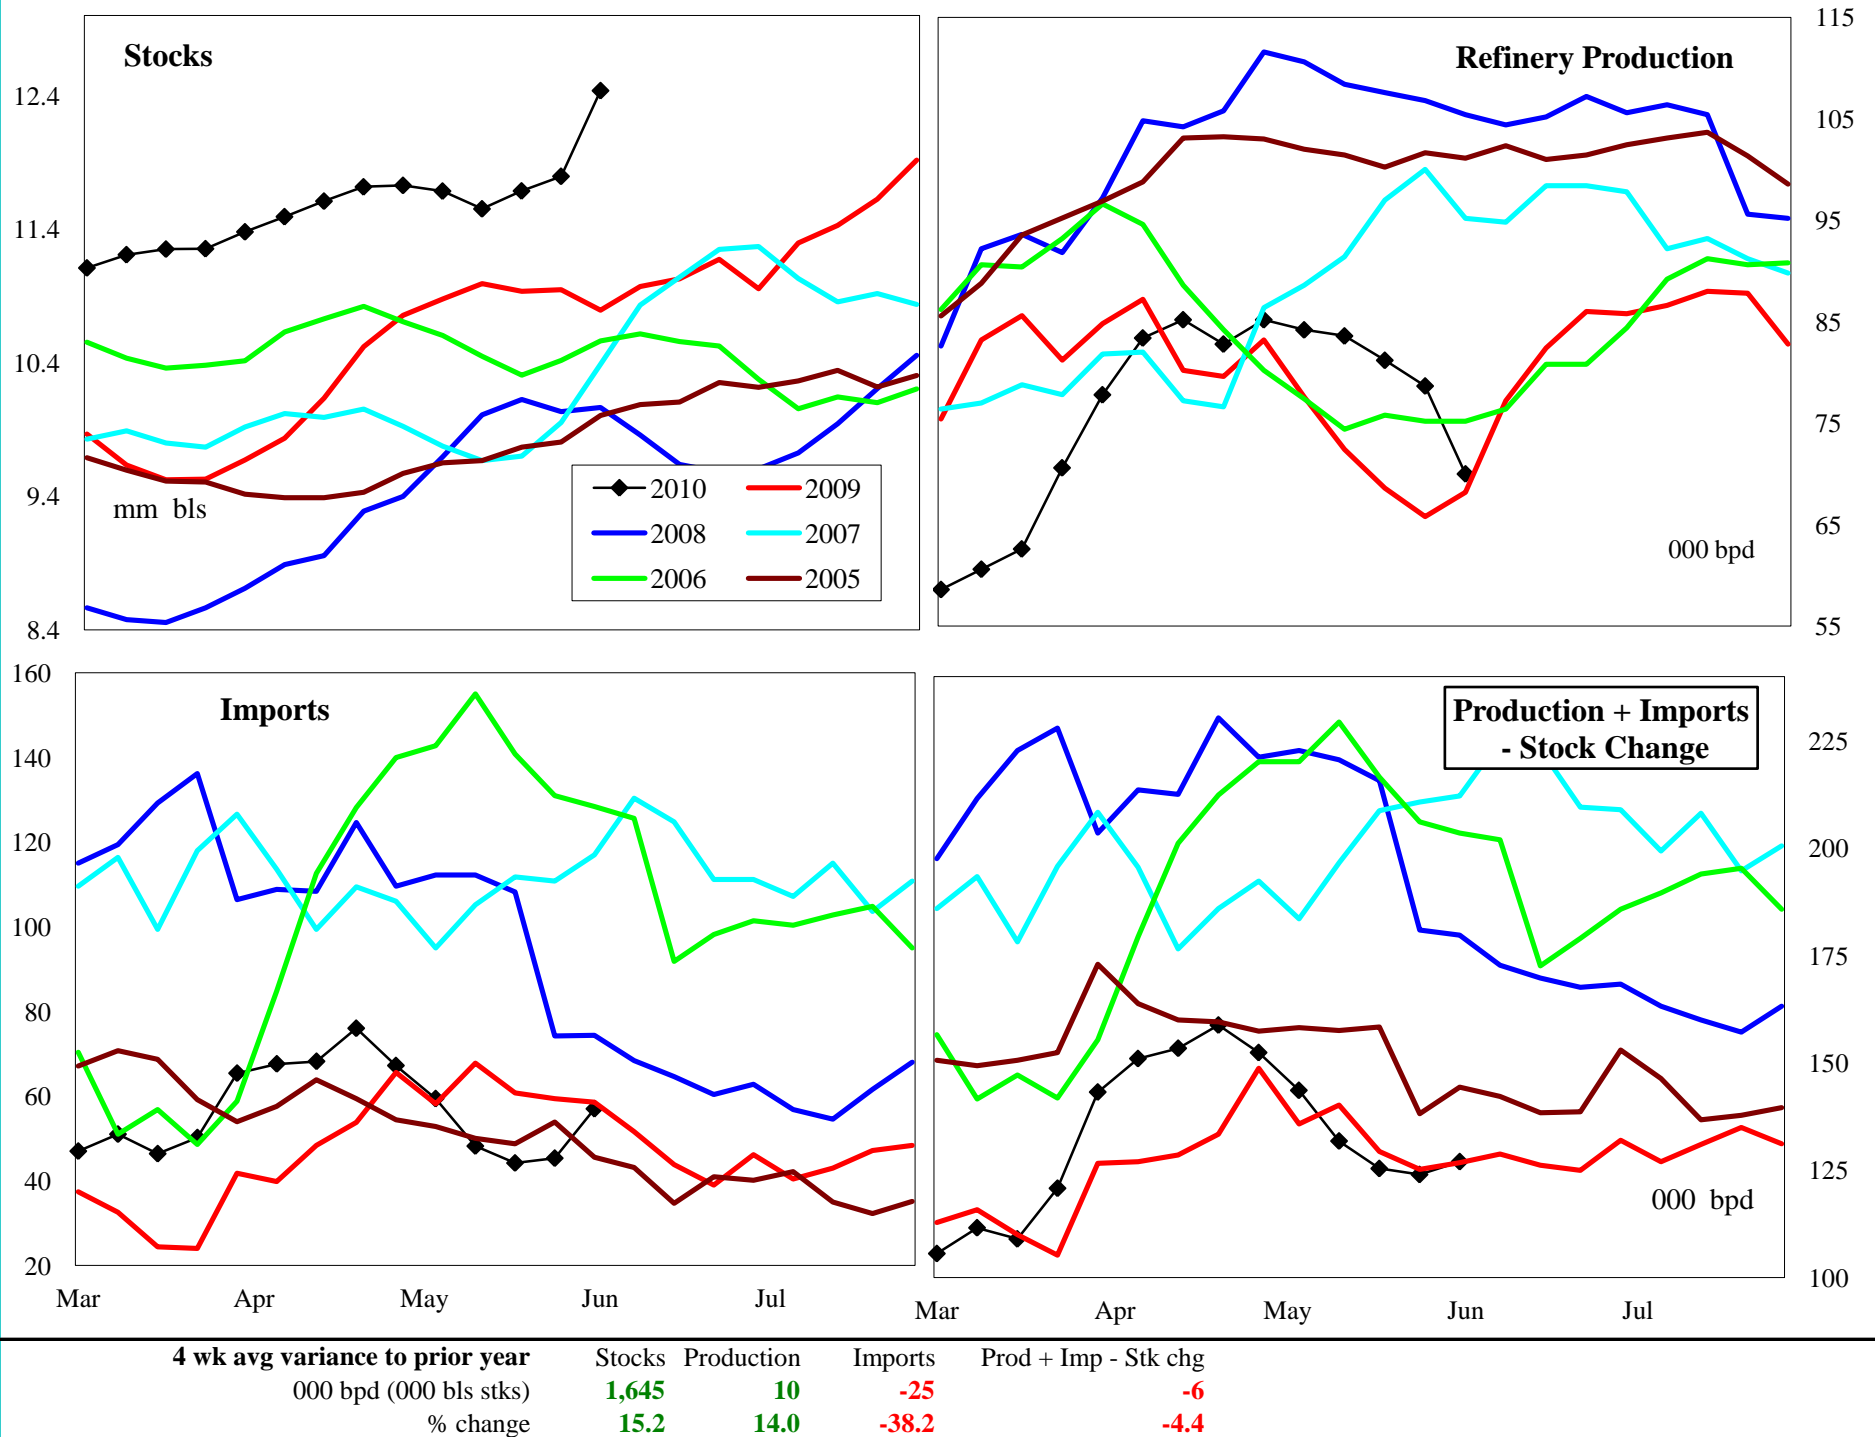 Stocks
12.4
11.4
10.4
9.4
8.4
mm bls
2010 2009
2008 2007
2006 2005
Refinery Production
115
105
95
85
75
65
55
000 bpd
Imports
160
140
120
100
80
60
40
20
Mar Apr May Jun Jul
Production + Imports
- Stock Change
225
200
175
150
125
100
000 bpd
Mar Apr May Jun Jul
4 wk avg variance to prior year Stocks Production Imports Prod + Imp - Stk chg
000 bpd (000 bls stks) 1,645 10 -25 -6
% change 15.2 14.0 -38.2 -4.4